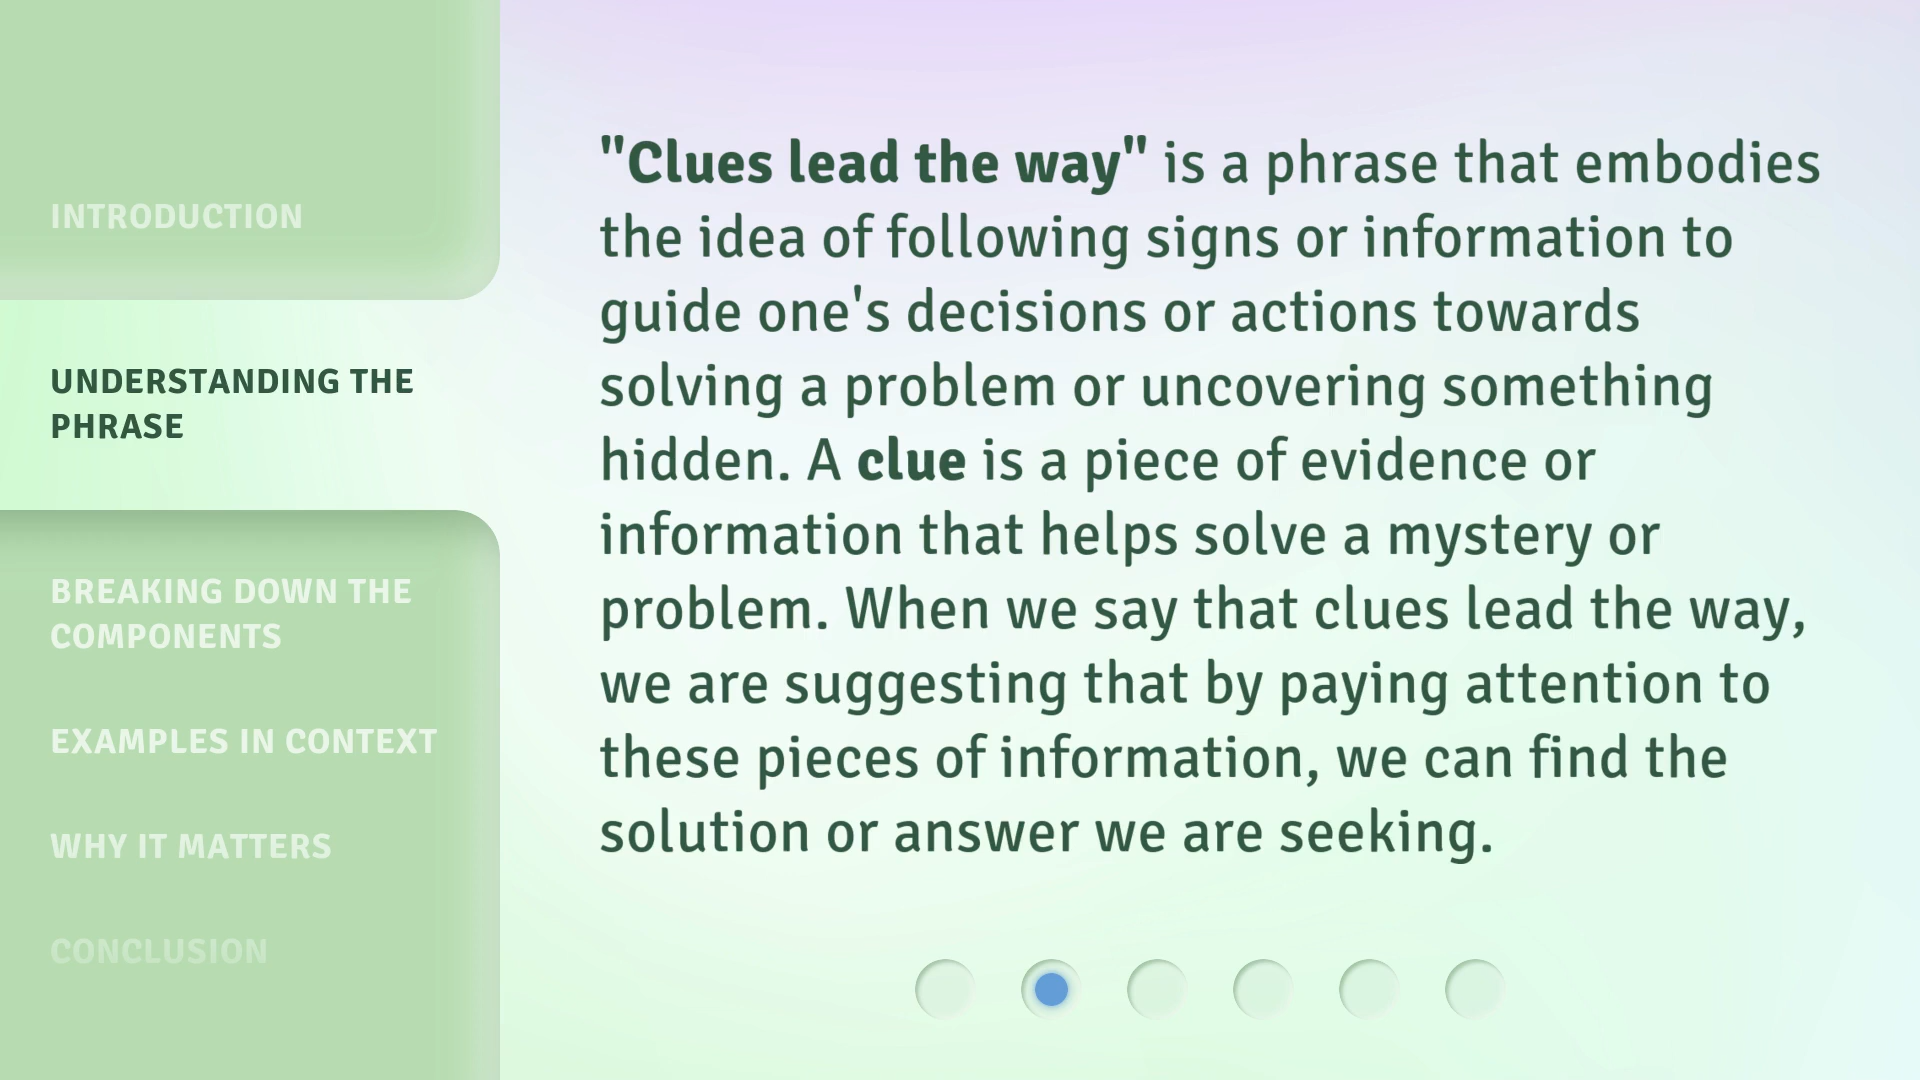 INTRODUCTION
UNDERSTANDING THE
PHRASE
BREAKING DOWN THE
COMPONENTS
EXAMPLES IN CONTEXT
WHY IT MATTERS
CONCLUSION
"Clues lead the way" is a phrase that embodies
the idea of following signs or information to
guide one's decisions or actions towards
solving a problem or uncovering something
hidden. A clue is a piece of evidence or
information that helps solve a mystery or
problem. When we say that clues lead the way,
we are suggesting that by paying attention to
these pieces of information, we can find the
solution or answer we are seeking.